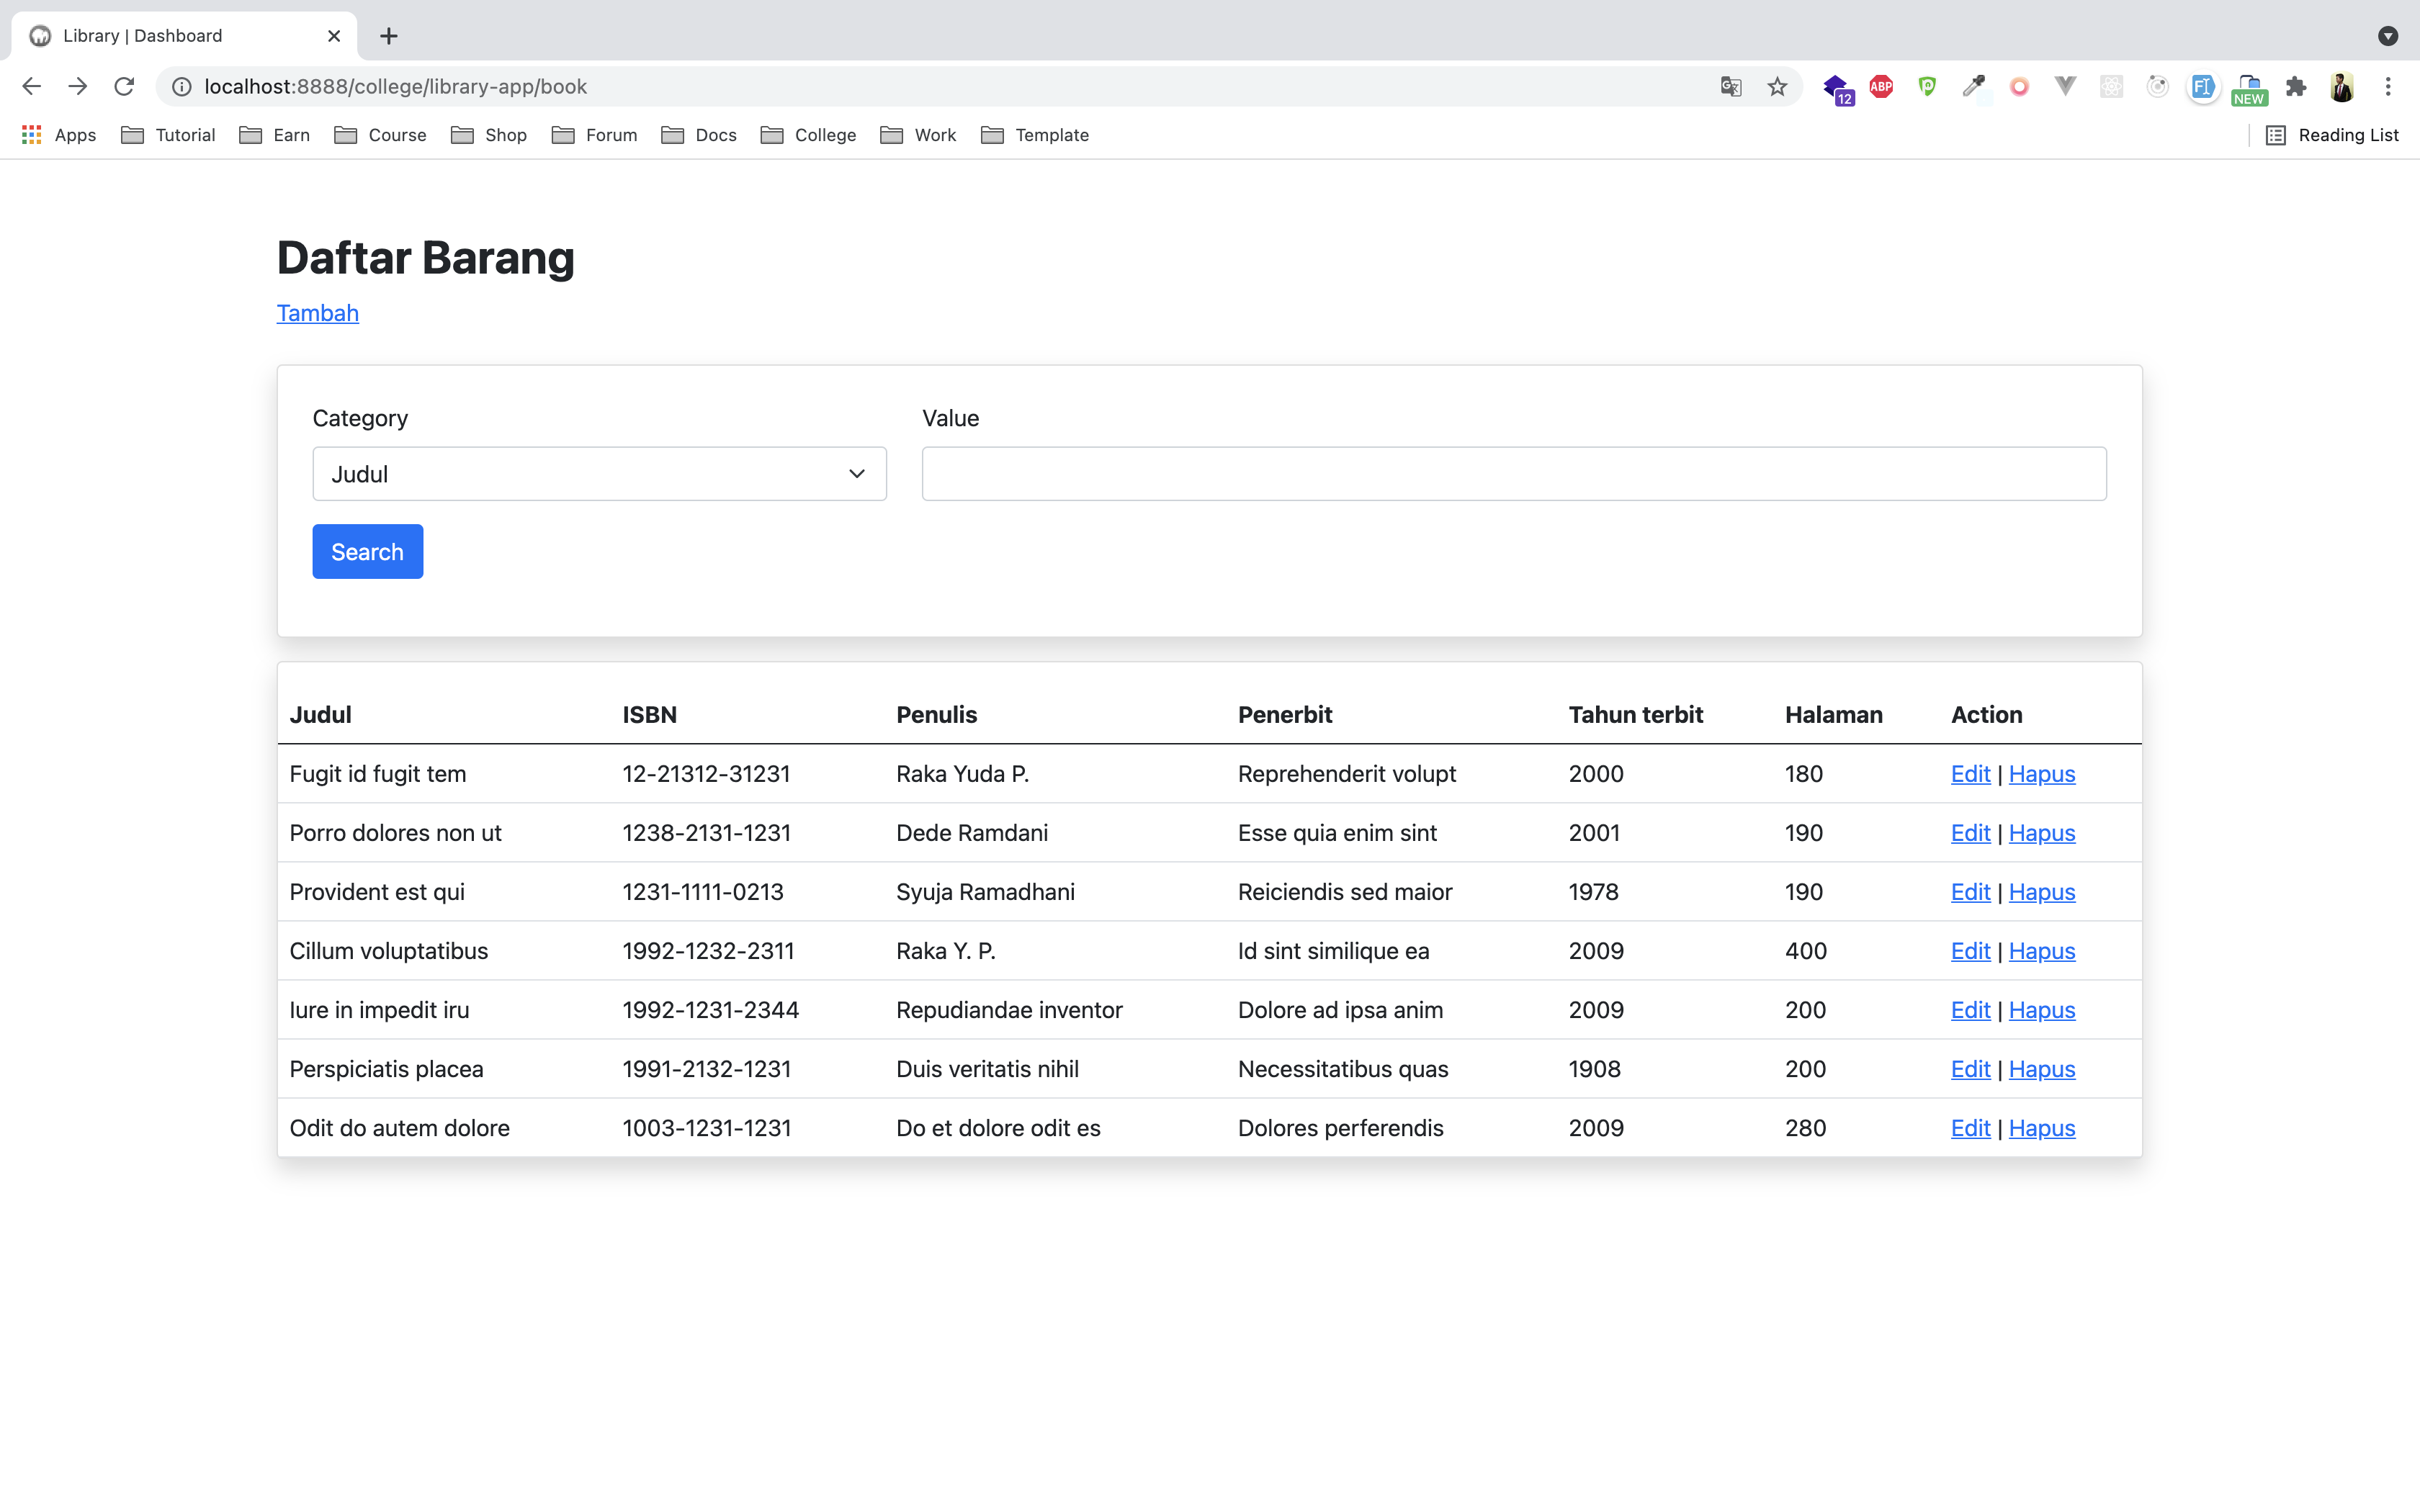 Library | Dashboard
localhost:8888/college/library-app/book
12
ABP
NEW
Apps Tutorial Earn Course Shop Forum Docs College Work Template Reading List
Daftar Barang
Tambah
Category Value
Judul
Search
Judul ISBN Penulis Penerbit Tahun terbit Halaman Action
Fugit id fugit tem 12-21312-31231 Raka Yuda P. Reprehenderit volupt 2000 180 Edit | Hapus
Porro dolores non ut 1238-2131-1231 Dede Ramdani Esse quia enim sint 2001 190 Edit | Hapus
Provident est qui 1231-1111-0213 Syuja Ramadhani Reiciendis sed maior 1978 190 Edit | Hapus
Cillum voluptatibus 1992-1232-2311 Raka Y. P. Id sint similique ea 2009 400 Edit | Hapus
Iure in impedit iru 1992-1231-2344 Repudiandae inventor Dolore ad ipsa anim 2009 200 Edit | Hapus
Perspiciatis placea 1991-2132-1231 Duis veritatis nihil Necessitatibus quas 1908 200 Edit | Hapus
Odit do autem dolore 1003-1231-1231 Do et dolore odit es Dolores perferendis 2009 280 Edit | Hapus